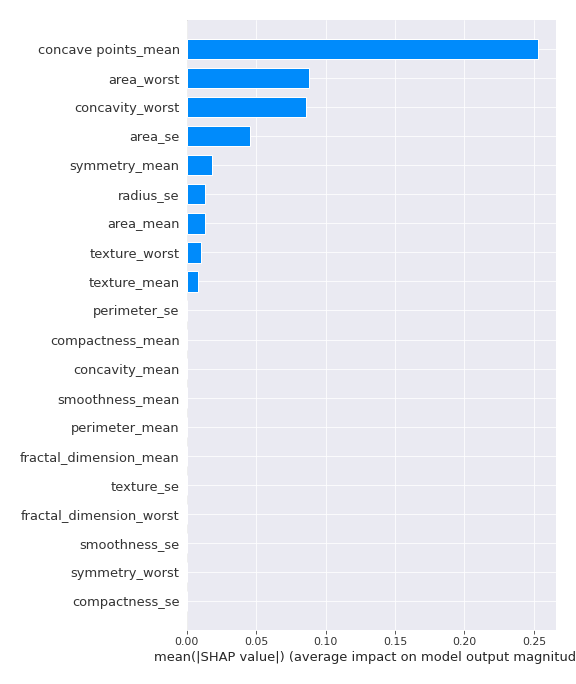 concave points_mean
area_worst
concavity_worst
area_se
symmetry_mean
radius_se
area_mean
texture_worst
texture_mean
perimeter_se
compactness_mean
concavity_mean
smoothness_mean
perimeter_mean
fractal_dimension_mean
texture_se
fractal_dimension_worst
smoothness_se
symmetry_worst
compactness_se
0.00 0.05 0.10 0.15 0.20 0.25
mean(|SHAP value|) (average impact on model output magnitud